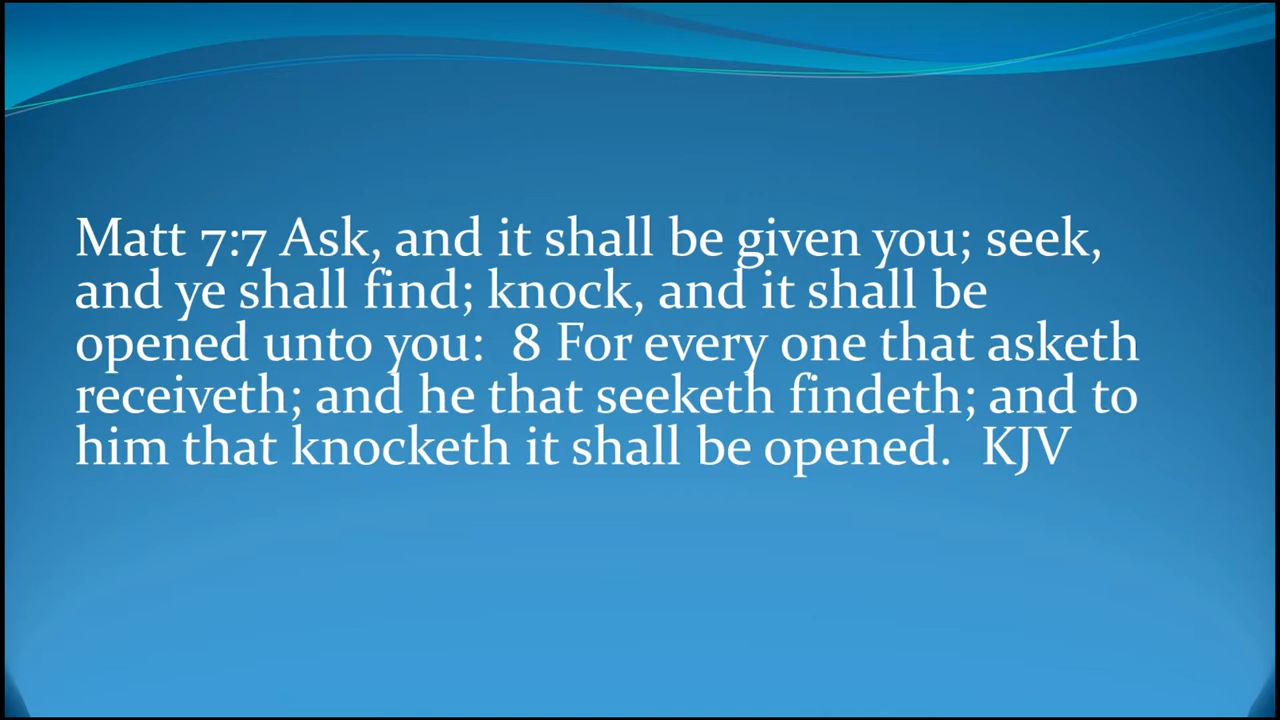 Matt 7:7 Ask, and it shall be given you; seek,
and ye shall find; knock, and it shall be
opened unto you:  8 For every one that asketh
receiveth; and he that seeketh findeth; and to
him that knocketh it shall be opened.  KJV